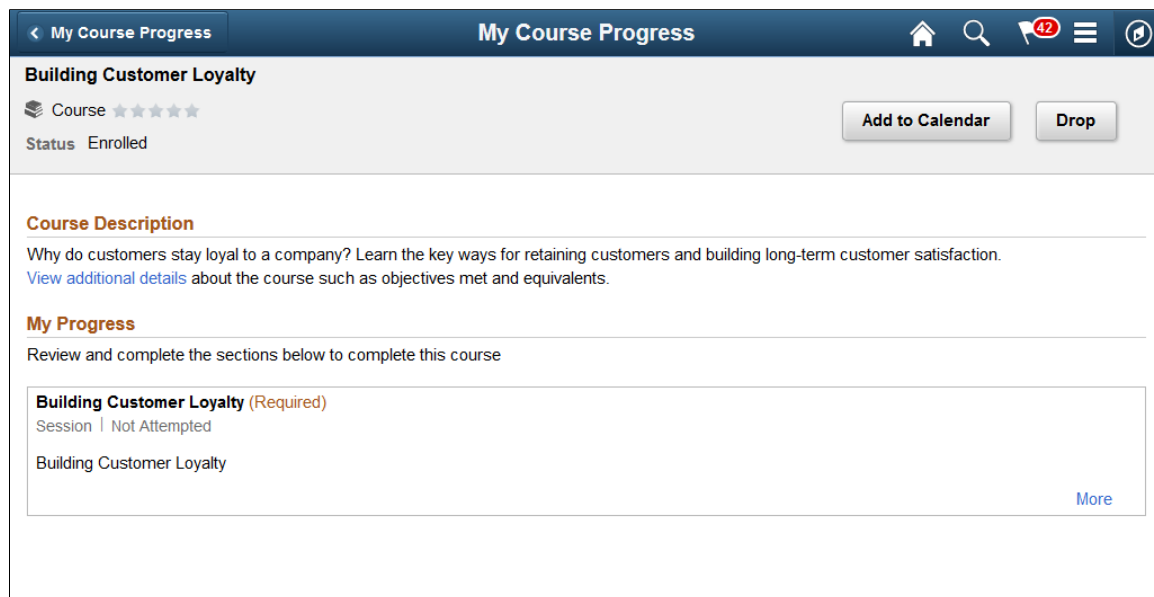 My Course Progress
My Course Progress
42
Building Customer Loyalty
Course
Add to Calendar
Drop
Status Enrolled
Course Description
Why do customers stay loyal to a company? Learn the key ways for retaining customers and building long-term customer satisfaction.
View additional details about the course such as objectives met and equivalents.
My Progress
Review and complete the sections below to complete this course
Building Customer Loyalty (Required)
Session | Not Attempted
Building Customer Loyalty
More